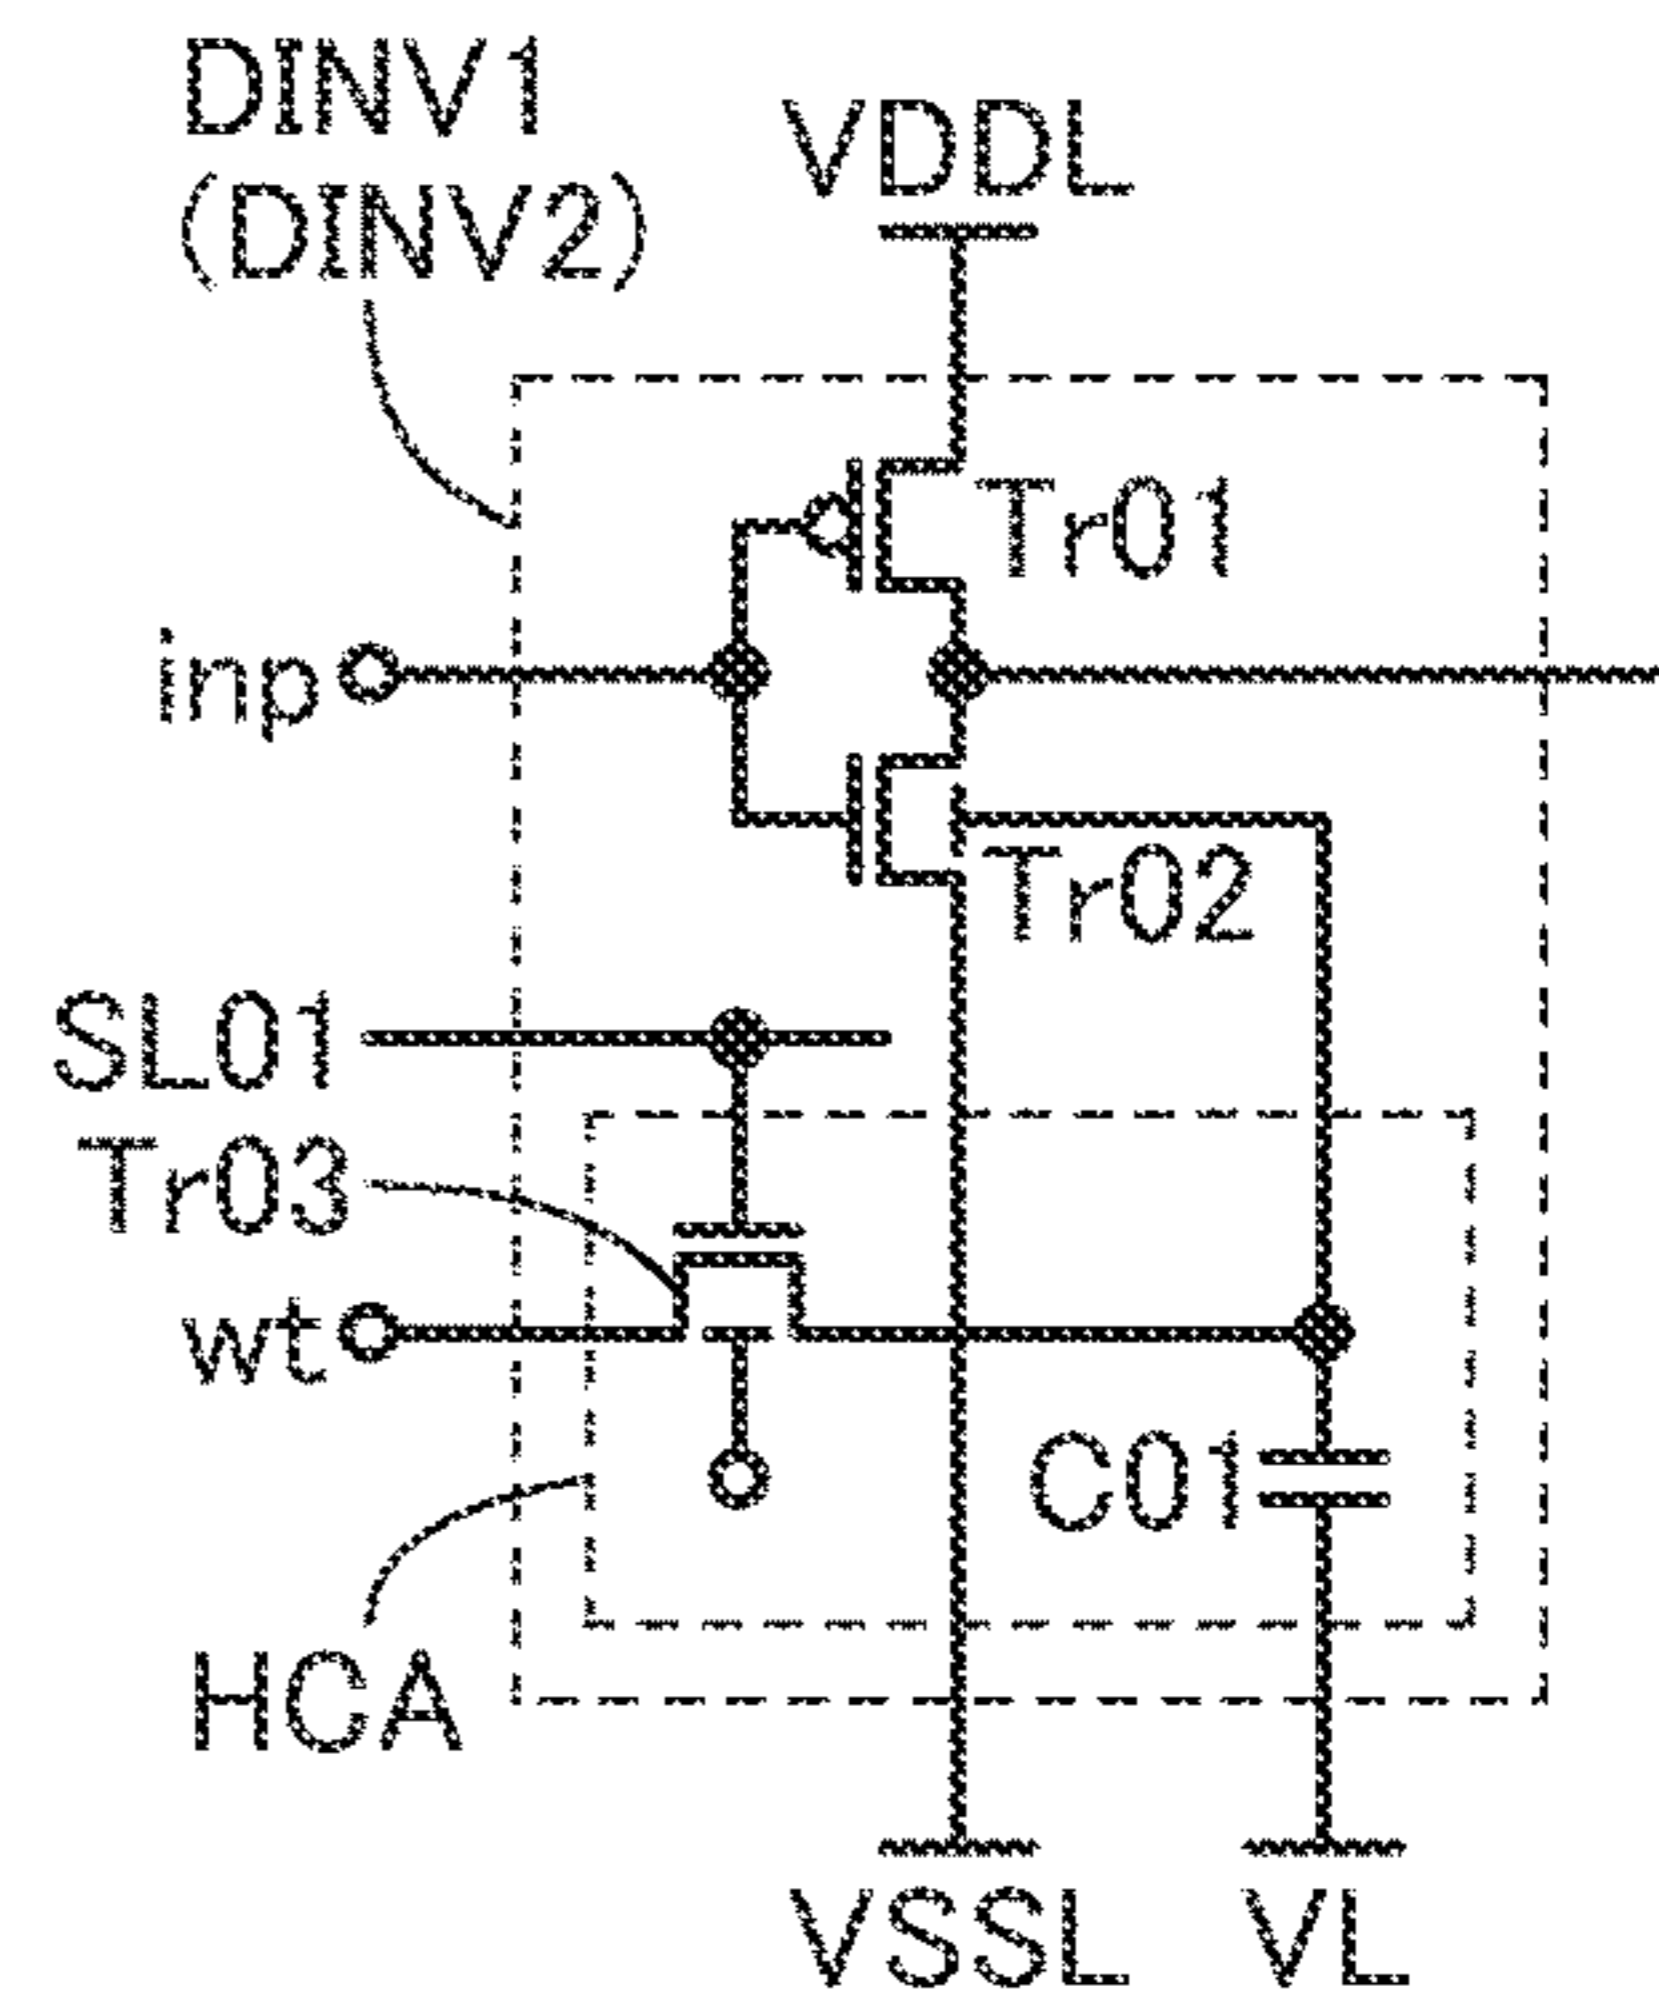 DINV1
(DINV2)
VDDL
Tr01
inp
Tr02
SL01
Tr03
wt
C01
HCA
VSSL
VL